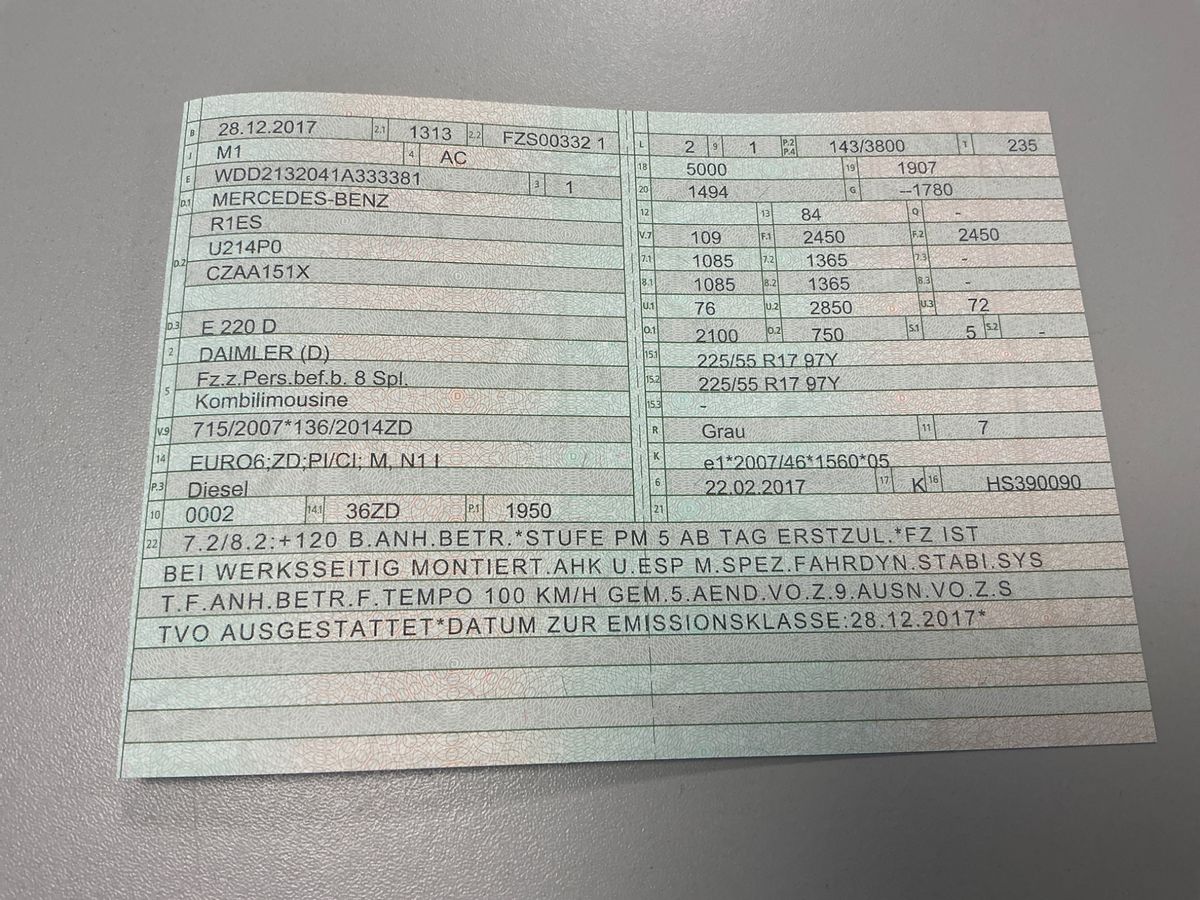 B 28.12.2017 2.1 1313 2.2 FZS00332 1
J M1 4 AC
E WDD2132041A333381 3 1
D.1 MERCEDES-BENZ
D.2 R1ES
U214P0
CZAA151X
D.3 E 220 D
2 DAIMLER (D)
5 Fz.z.Pers.bef.b. 8 Spl.
Kombilimousine
V.9 715/2007*136/2014ZD
14 EURO6;ZD;PI/CI; M, N1 I
P.3 Diesel
10 0002 14.1 36ZD P.1 1950
L 2 9 1 P.2 P.4 143/3800 T 235
18 5000 19 1907
20 1494 G --1780
12 13 84 Q -
V.7 109 F.1 2450 F.2 2450
7.1 1085 7.2 1365 7.3 -
8.1 1085 8.2 1365 8.3 -
U.1 76 U.2 2850 U.3 72
O.1 2100 O.2 750 S.1 5 S.2 -
15.1 225/55 R17 97Y
15.2 225/55 R17 97Y
15.3 -
R Grau 11 7
K e1*2007/46*1560*05
6 22.02.2017 17 K 16 HS390090
21
22 7.2/8.2:+120 B.ANH.BETR.*STUFE PM 5 AB TAG ERSTZUL.*FZ IST
BEI WERKSSEITIG MONTIERT.AHK U.ESP M.SPEZ.FAHRDYN.STABI.SYS
T.F.ANH.BETR.F.TEMPO 100 KM/H GEM.5.AEND.VO.Z.9.AUSN.VO.Z.S
TVO AUSGESTATTET*DATUM ZUR EMISSIONSKLASSE:28.12.2017*